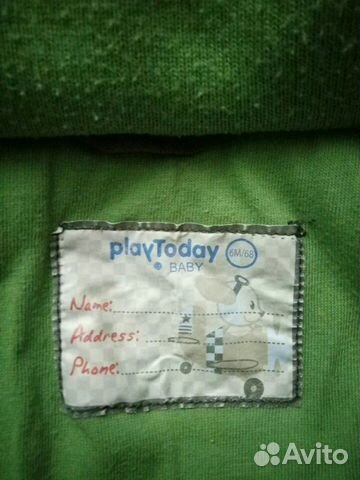 playToday
6M/68
BABY
Name:
Address:
Phone:
Avito